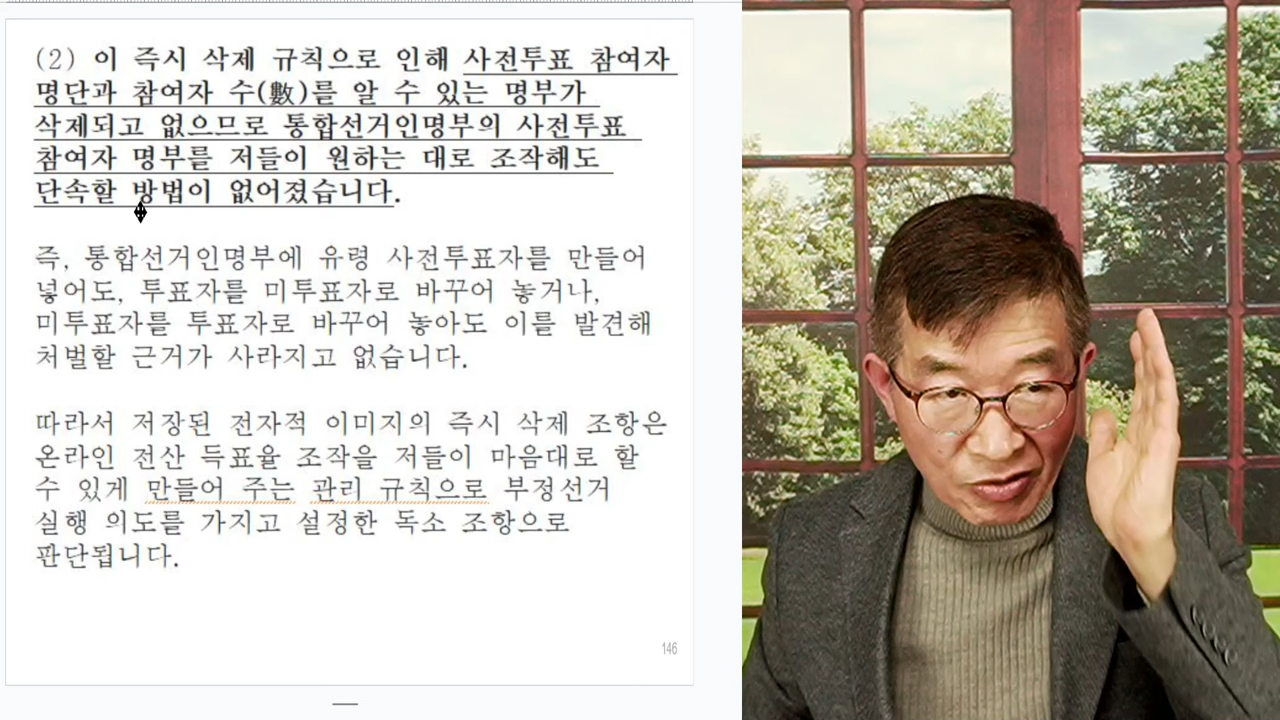 (2) 이 즉시 삭제 규칙으로 인해 사전투표 참여자
명단과 참여자 수(數)를 알 수 있는 명부가
삭제되고 없으므로 통합선거인명부의 사전투표
참여자 명부를 저들이 원하는 대로 조작해도
단속할 방법이 없어졌습니다.
즉, 통합선거인명부에 유령 사전투표자를 만들어
넣어도, 투표자를 미투표자로 바꾸어 놓거나,
미투표자를 투표자로 바꾸어 놓아도 이를 발견해
처벌할 근거가 사라지고 없습니다.
따라서 저장된 전자적 이미지의 즉시 삭제 조항은
온라인 전산 득표율 조작을 저들이 마음대로 할
수 있게 만들어 주는 관리 규칙으로 부정선거
실행 의도를 가지고 설정한 독소 조항으로
판단됩니다.
146